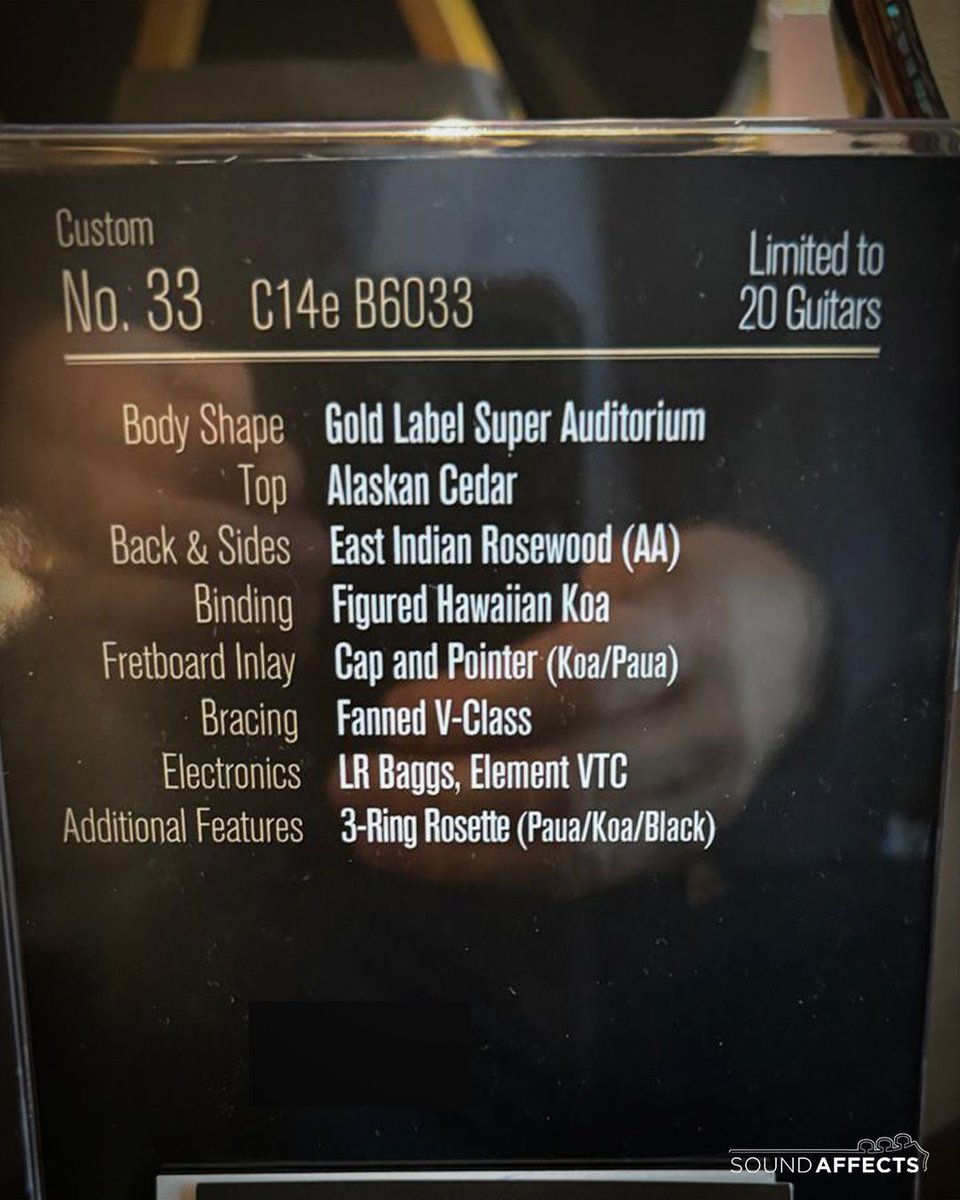 Custom
No. 33 C14e B6033
Limited to
20 Guitars
Body Shape Gold Label Super Auditorium
Top Alaskan Cedar
Back & Sides East Indian Rosewood (AA)
Binding Figured Hawaiian Koa
Fretboard Inlay Cap and Pointer (Koa/Paua)
Bracing Fanned V-Class
Electronics LR Baggs, Element VTC
Additional Features 3-Ring Rosette (Paua/Koa/Black)
SOUND AFFECTS